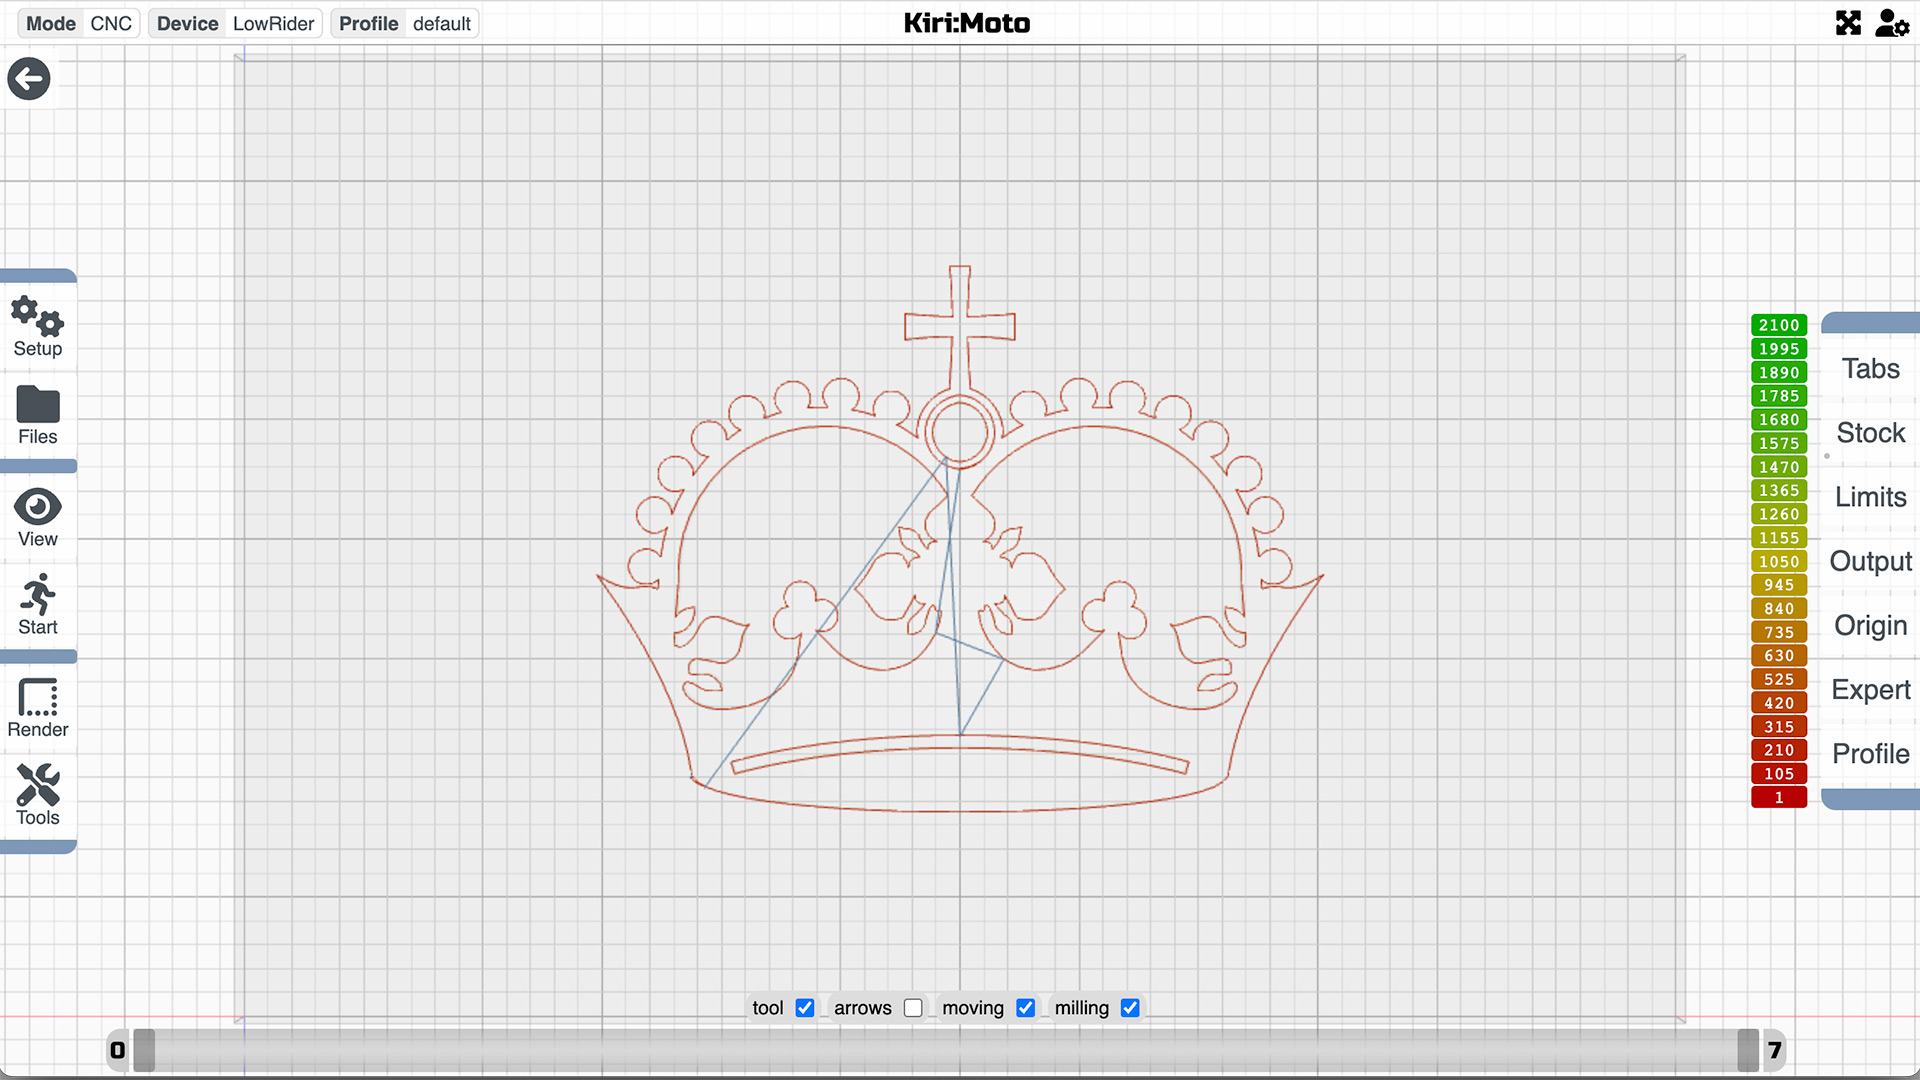 Mode CNC Device LowRider Profile default Kiri:Moto
Setup
Files
View
Start
Render
Tools
2100
1995
1890
1785
1680
1575
1470
1365
1260
1155
1050
945
840
735
630
525
420
315
210
105
1
Tabs
Stock
Limits
Output
Origin
Expert
Profile
tool arrows moving milling
0 7